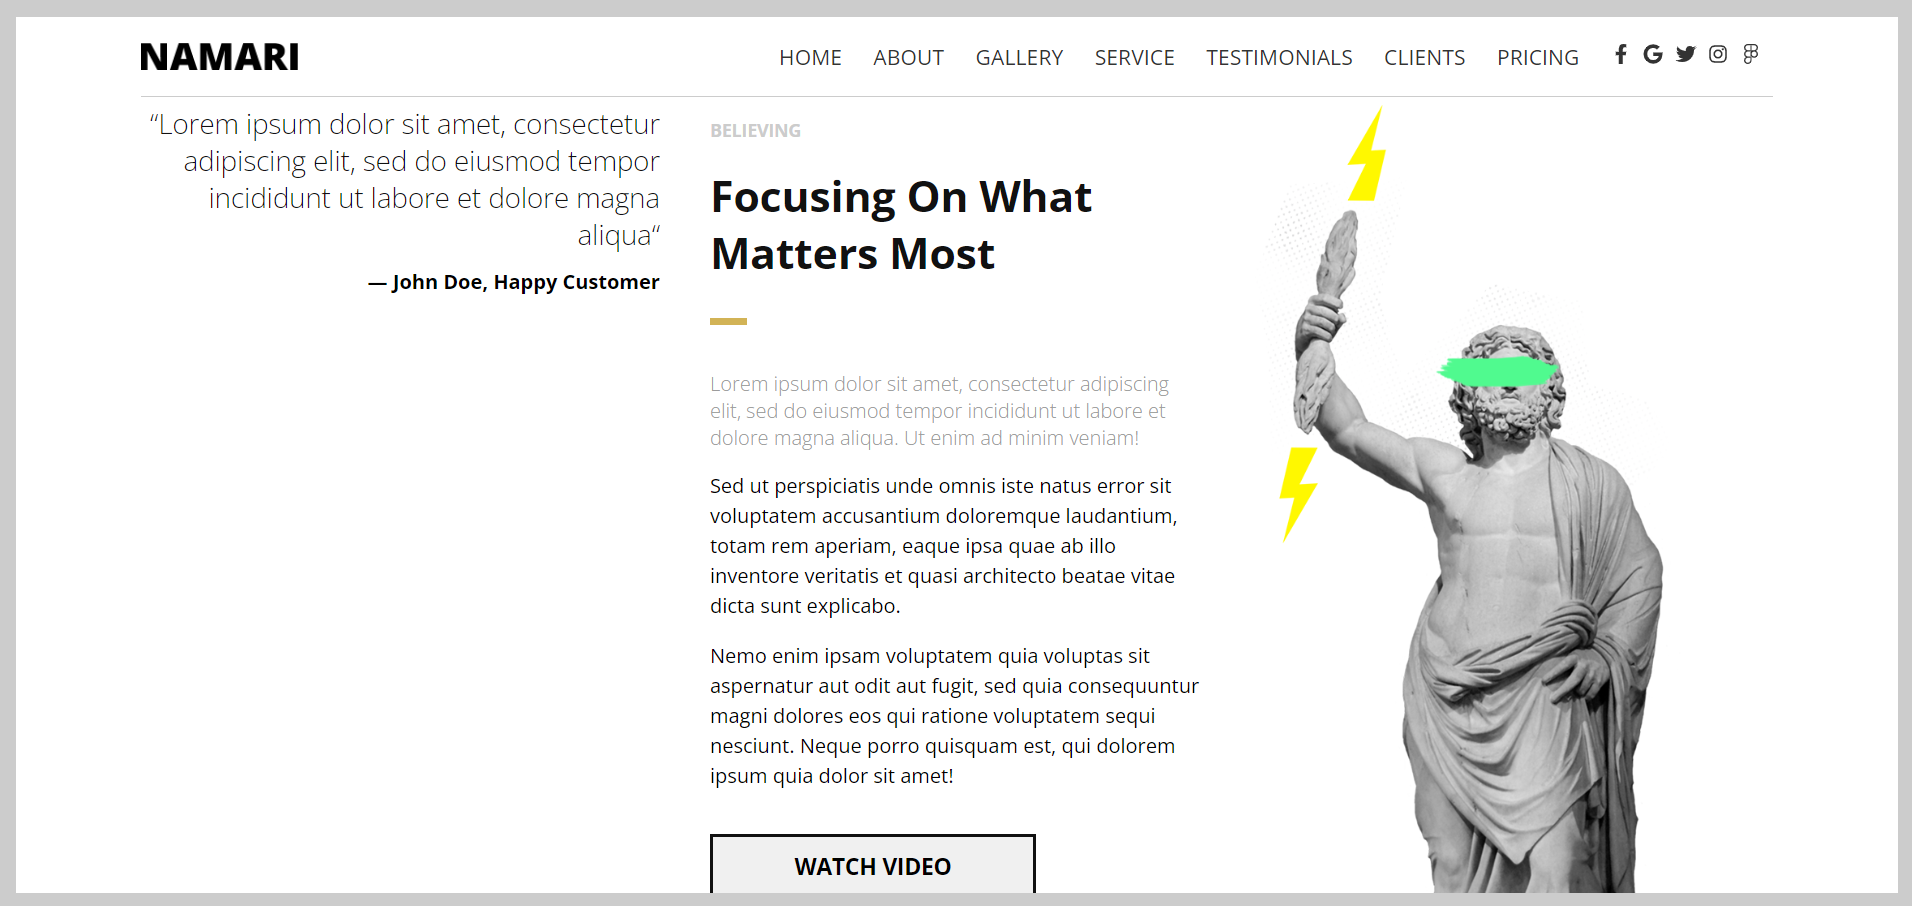 NAMARI
HOME ABOUT GALLERY SERVICE TESTIMONIALS CLIENTS PRICING
“Lorem ipsum dolor sit amet, consectetur
adipiscing elit, sed do eiusmod tempor
incididunt ut labore et dolore magna
aliqua“
— John Doe, Happy Customer
BELIEVING
Focusing On What
Matters Most
Lorem ipsum dolor sit amet, consectetur adipiscing
elit, sed do eiusmod tempor incididunt ut labore et
dolore magna aliqua. Ut enim ad minim veniam!
Sed ut perspiciatis unde omnis iste natus error sit
voluptatem accusantium doloremque laudantium,
totam rem aperiam, eaque ipsa quae ab illo
inventore veritatis et quasi architecto beatae vitae
dicta sunt explicabo.
Nemo enim ipsam voluptatem quia voluptas sit
aspernatur aut odit aut fugit, sed quia consequuntur
magni dolores eos qui ratione voluptatem sequi
nesciunt. Neque porro quisquam est, qui dolorem
ipsum quia dolor sit amet!
WATCH VIDEO